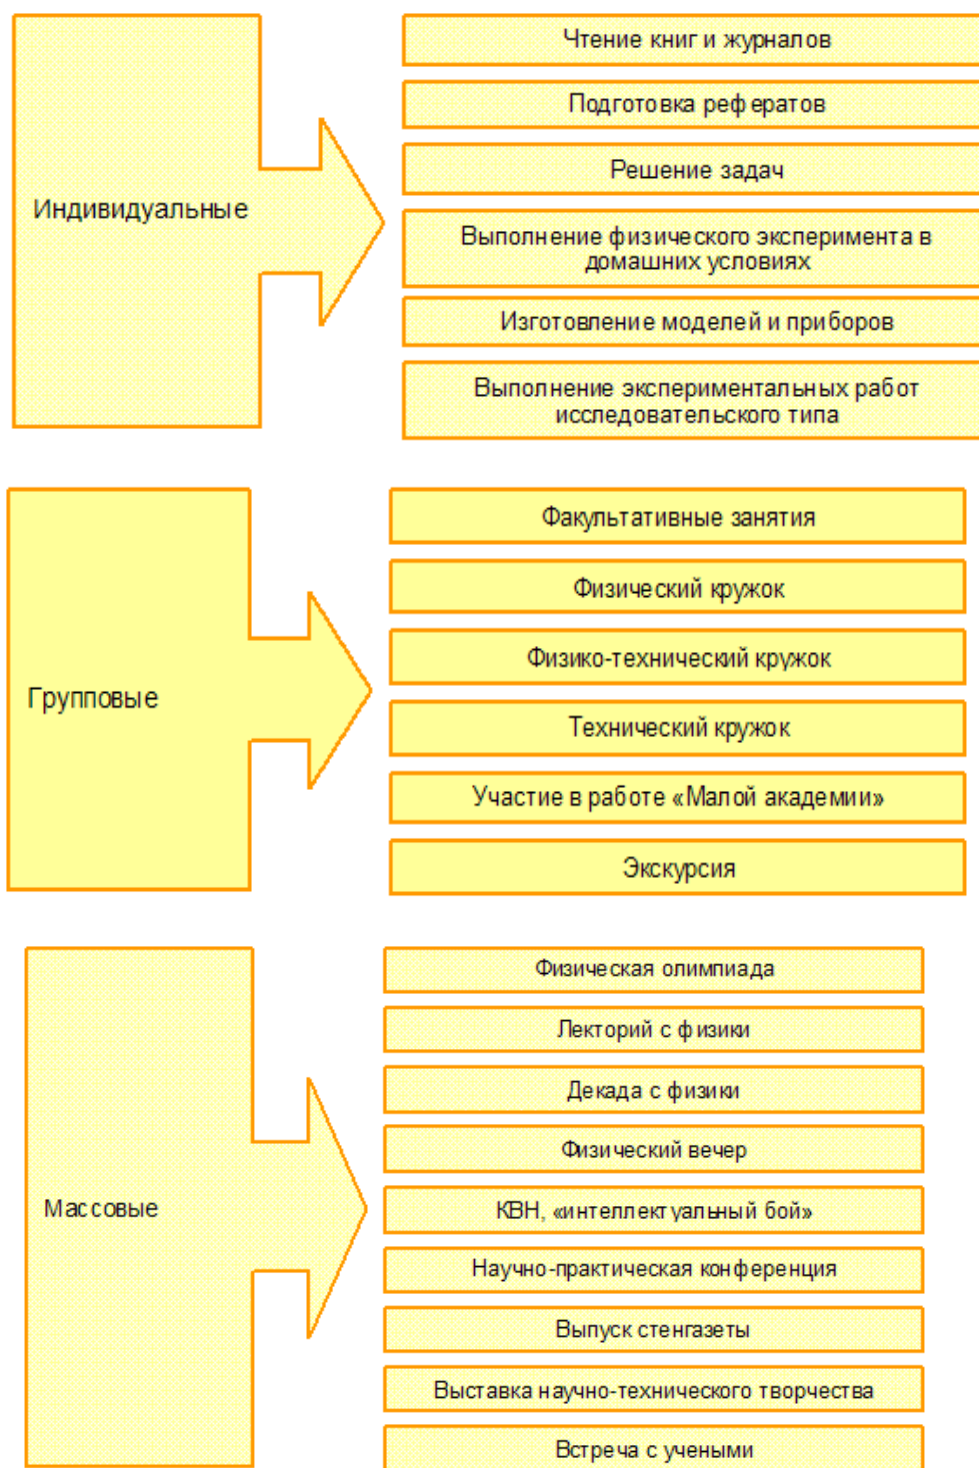 Индивидуальные
Чтение книг и журналов
Подготовка рефератов
Решение задач
Выполнение физического эксперимента в
домашних условиях
Изготовление моделей и приборов
Выполнение экспериментальных работ
исследовательского типа
Групповые
Факультативные занятия
Физический кружок
Физико-технический кружок
Технический кружок
Участие в работе «Малой академии»
Экскурсия
Массовые
Физическая олимпиада
Лекторий с физики
Декада с физики
Физический вечер
КВН, «интеллектуальный бой»
Научно-практическая конференция
Выпуск стенгазеты
Выставка научно-технического творчества
Встреча с учеными